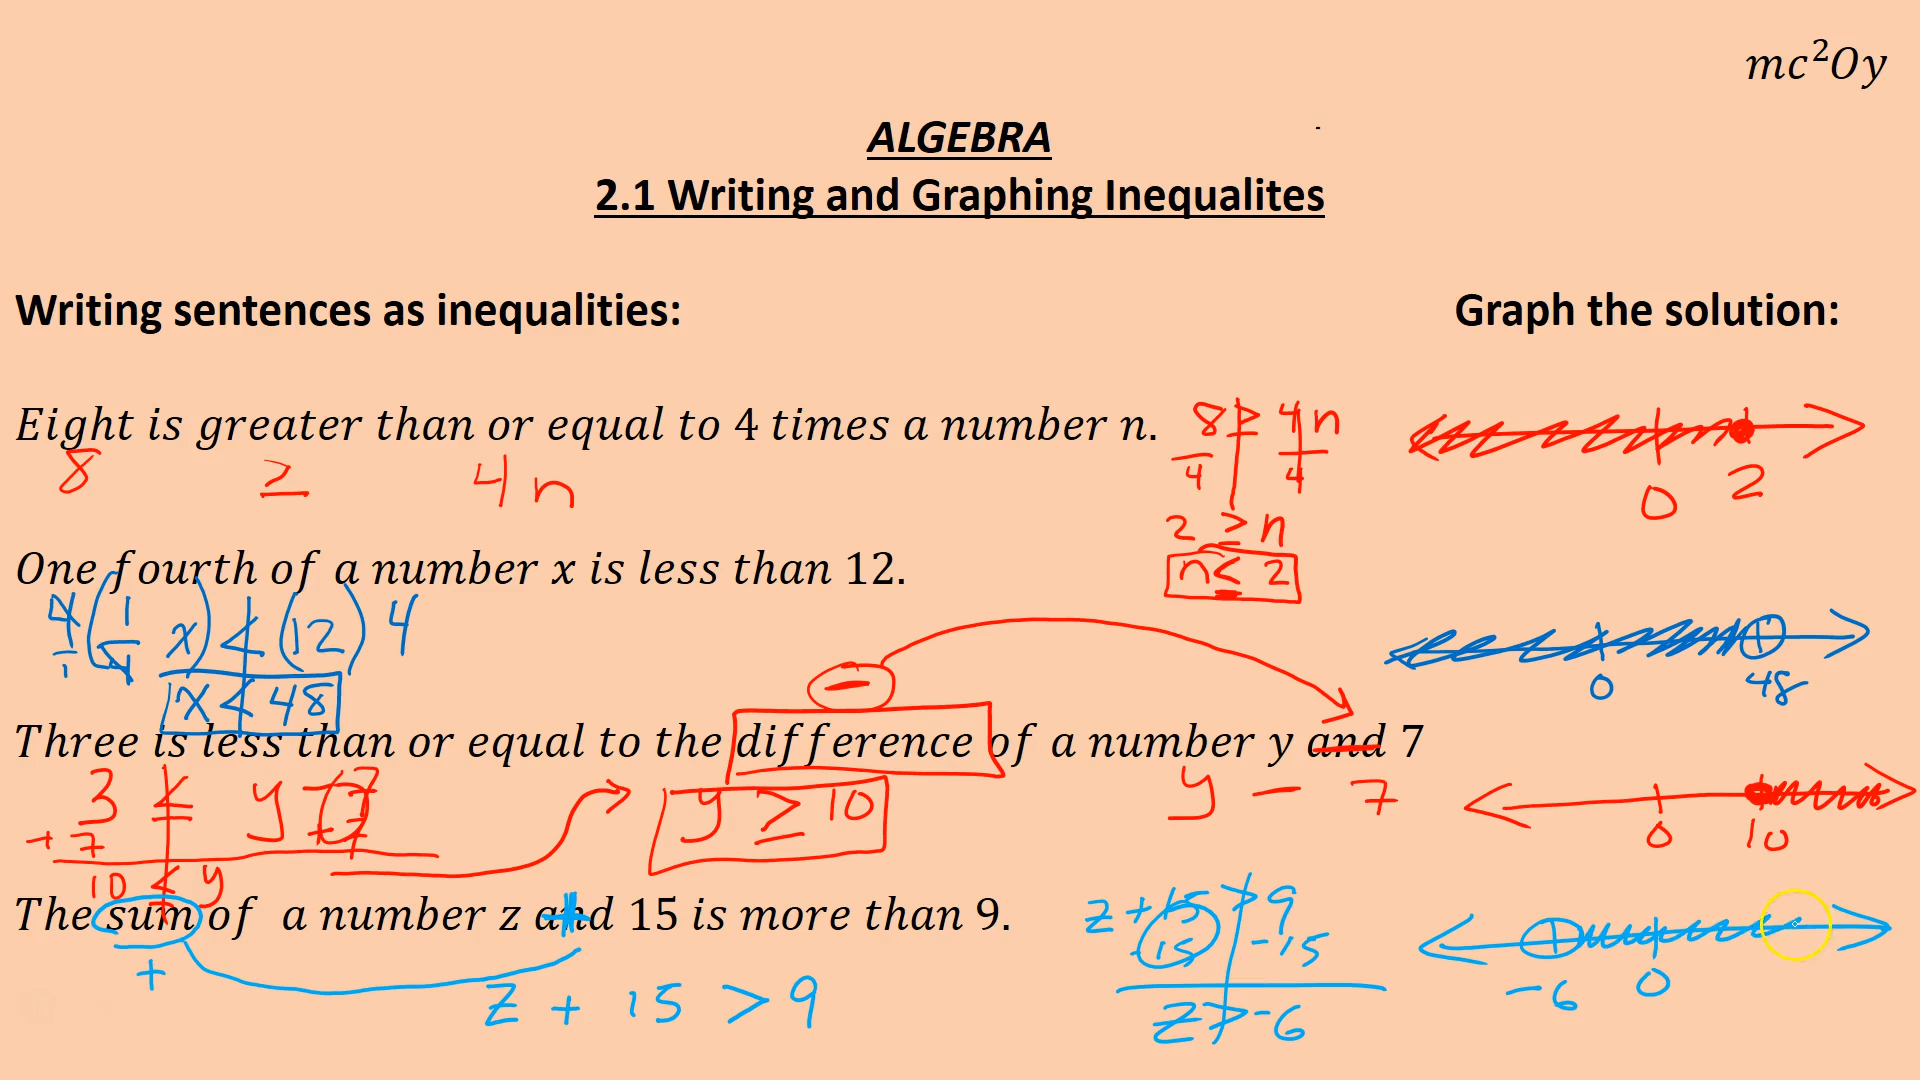 mc²Oy
ALGEBRA
2.1 Writing and Graphing Inequalites
Writing sentences as inequalities:
Graph the solution:
Eight is greater than or equal to 4 times a number n.
8 ≥ 4n
8 ≥ 4n
4 4
2 ≥ n
n ≤ 2
0 2
One fourth of a number x is less than 12.
4/1 (1/4 x) < (12) 4
x < 48
0 48
−
Three is less than or equal to the difference of a number y and 7
y − 7
3 ≤ y − 7
+ 7 + 7
10 ≤ y
y ≥ 10
0 10
The sum of a number z and 15 is more than 9.
+
+
z + 15 > 9
z + 15 > 9
-15 -15
z > -6
-6 0